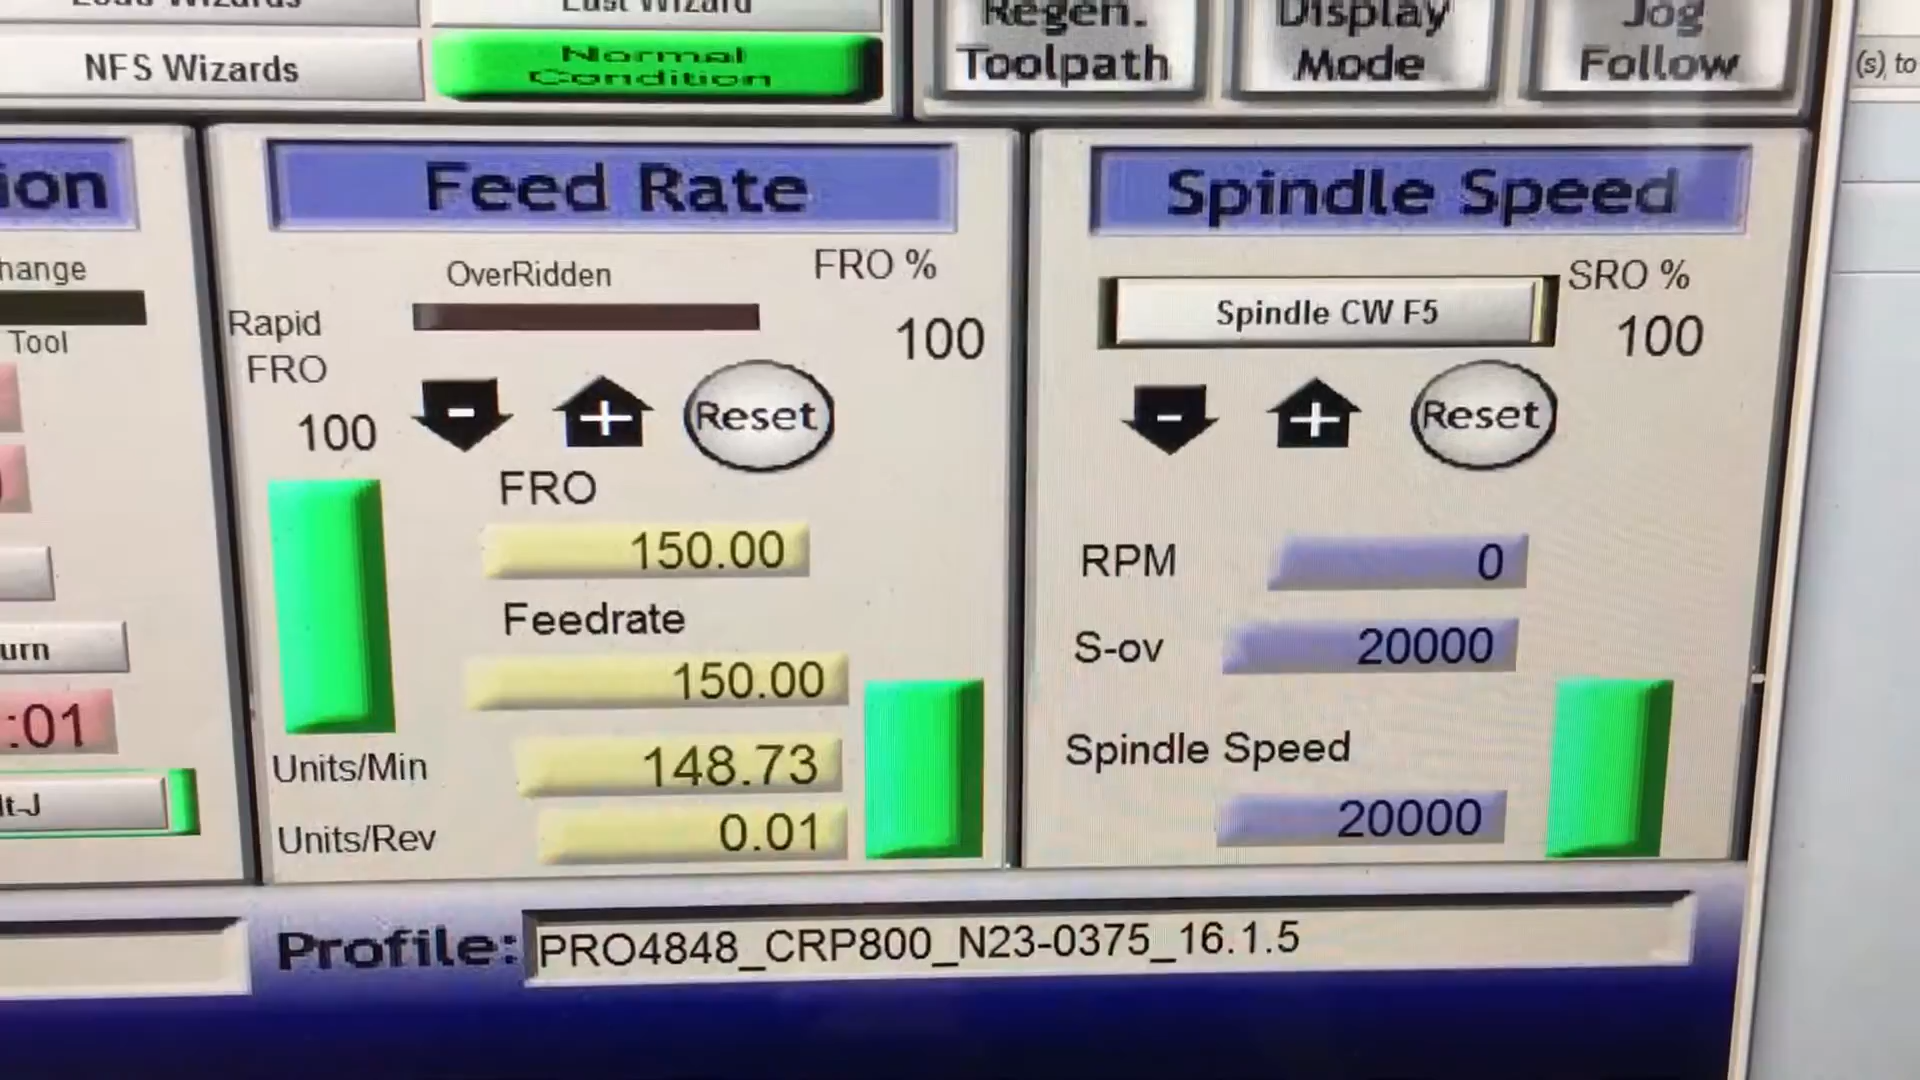 Last Wizard
NFS Wizards
Normal
Condition
Regen.
Toolpath
Display
Mode
Jog
Follow
(s) to
ion
hange
Tool
urn
:01
lt-J
Feed Rate
OverRidden
FRO %
100
Rapid
FRO
100
-
+
Reset
FRO
150.00
Feedrate
150.00
Units/Min
148.73
Units/Rev
0.01
Spindle Speed
Spindle CW F5
SRO %
100
-
+
Reset
RPM
0
S-ov
20000
Spindle Speed
20000
Profile:
PRO4848_CRP800_N23-0375_16.1.5